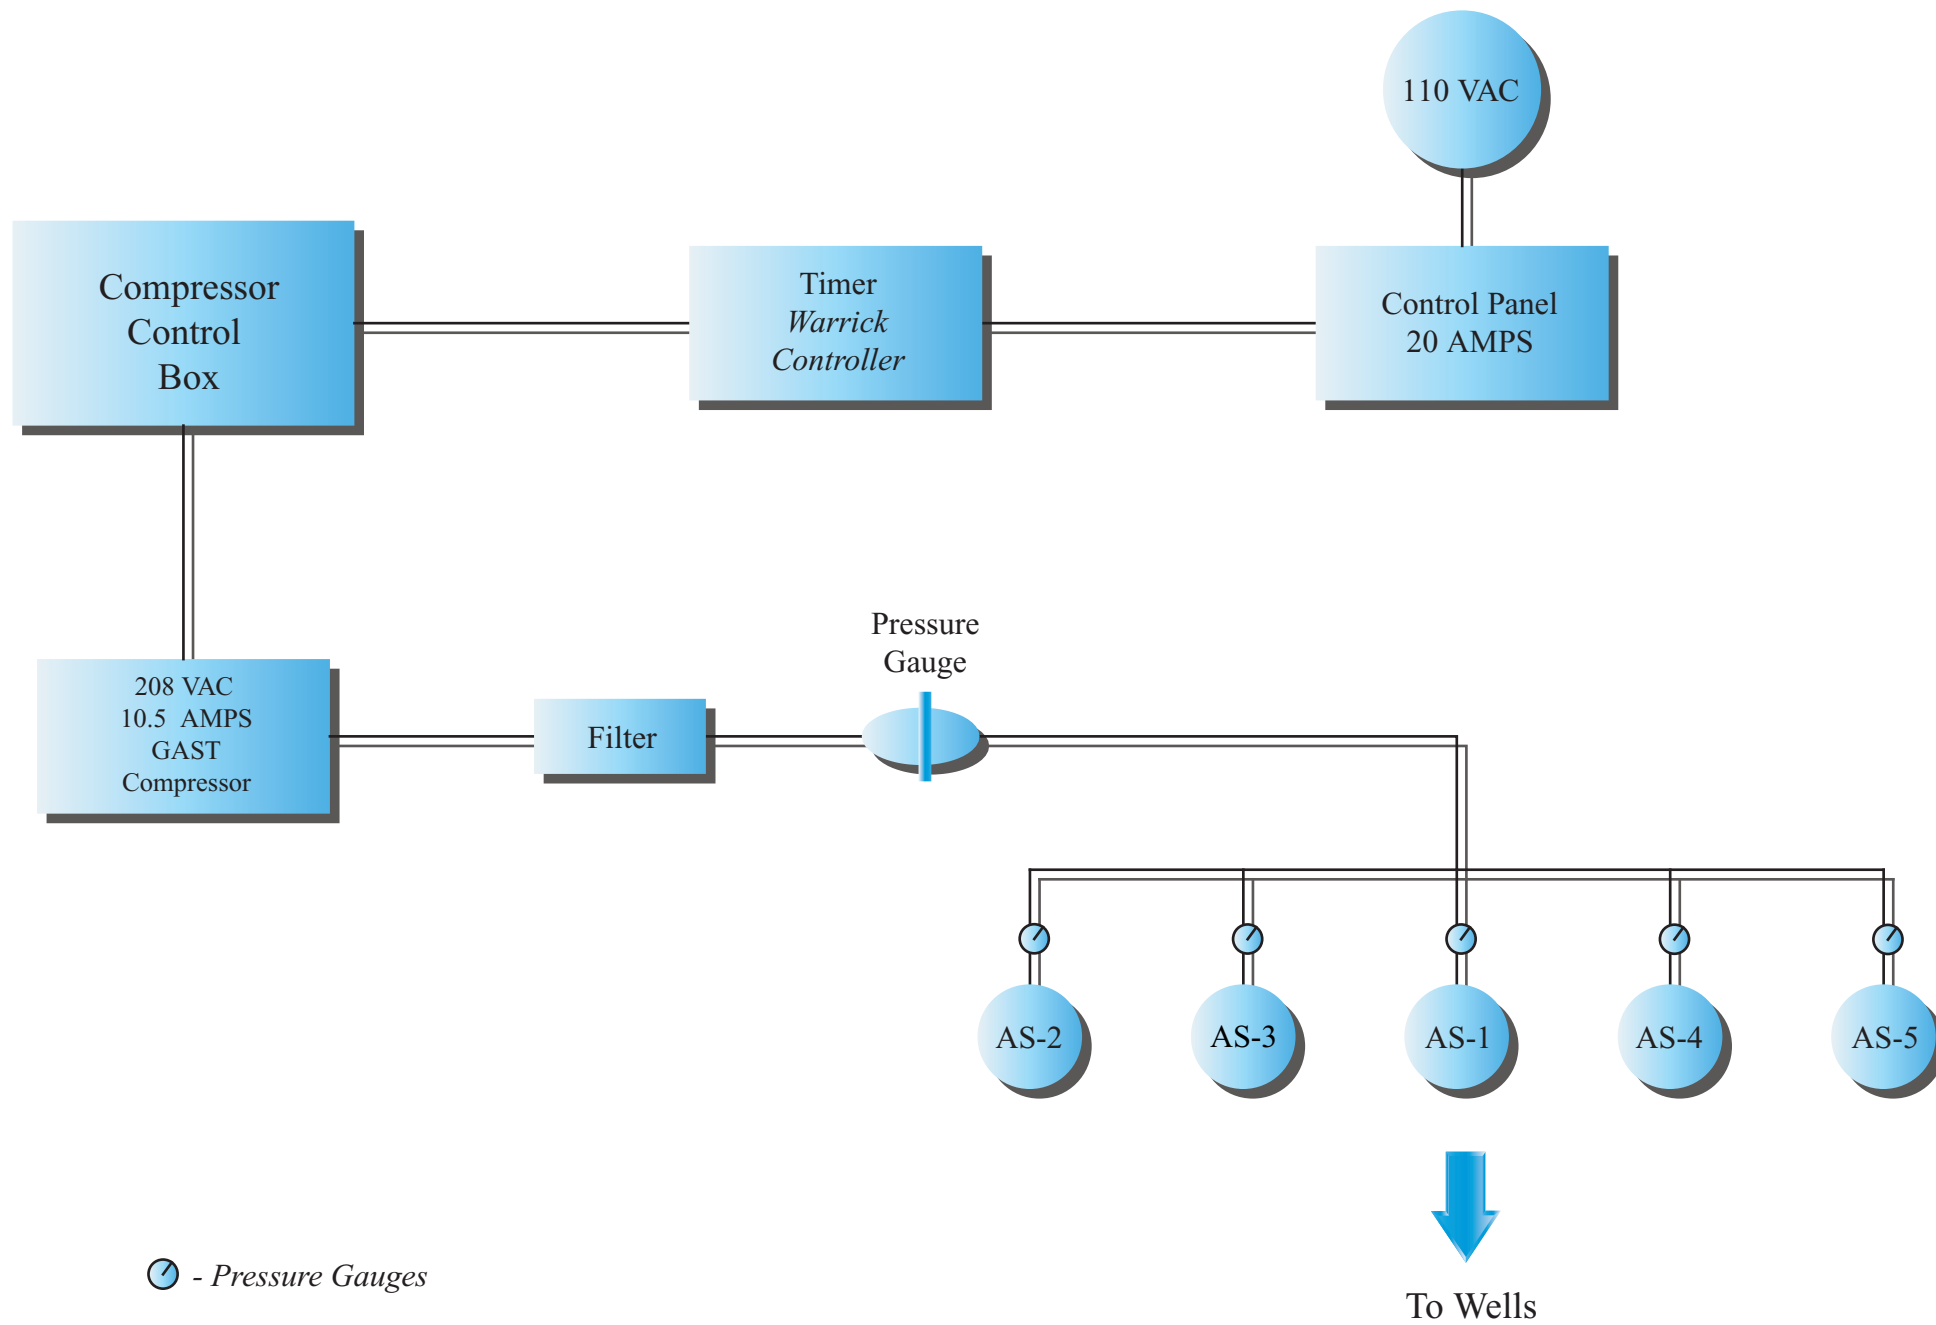 110 VAC
Compressor
Control
Box
Timer
Warrick
Controller
Control Panel
20 AMPS
Pressure
Gauge
208 VAC
10.5 AMPS
GAST
Compressor
Filter
AS-2
AS-3
AS-1
AS-4
AS-5
- Pressure Gauges
To Wells